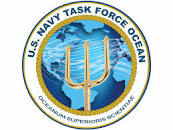 U.S. NAVY TASK FORCE OCEAN
OCEANUM SUPERIORIS SCIENTIAE